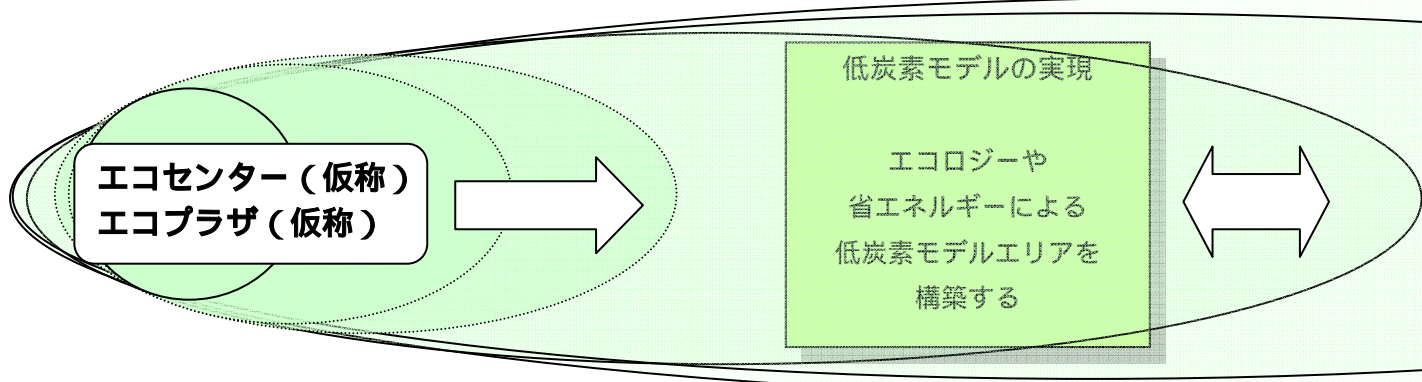 エコセンター（仮称）
エコプラザ（仮称）
低炭素モデルの実現
エコロジーや
省エネルギーによる
低炭素モデルエリアを
構築する